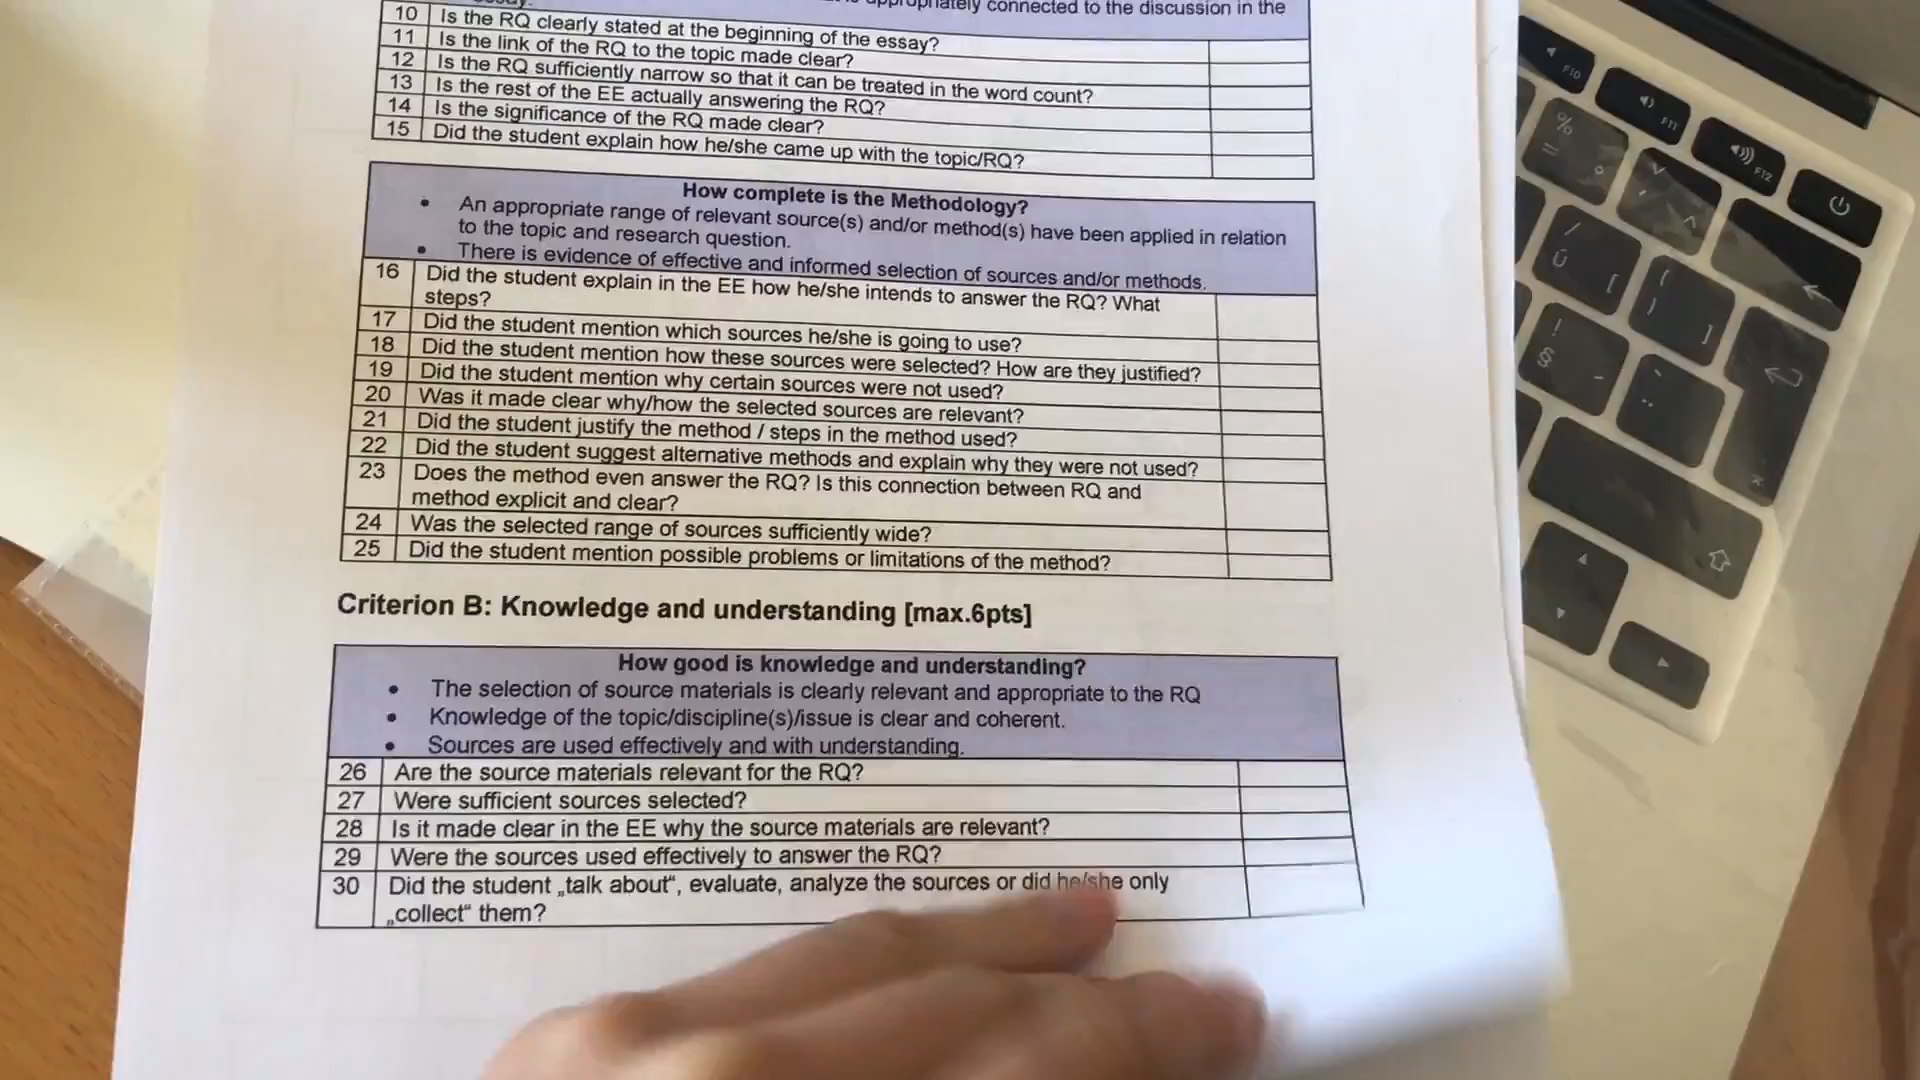 appropriately connected to the discussion in the
essay.
10 Is the RQ clearly stated at the beginning of the essay?
11 Is the link of the RQ to the topic made clear?
12 Is the RQ sufficiently narrow so that it can be treated in the word count?
13 Is the rest of the EE actually answering the RQ?
14 Is the significance of the RQ made clear?
15 Did the student explain how he/she came up with the topic/RQ?
How complete is the Methodology?
• An appropriate range of relevant source(s) and/or method(s) have been applied in relation
to the topic and research question.
• There is evidence of effective and informed selection of sources and/or methods.
16 Did the student explain in the EE how he/she intends to answer the RQ? What
steps?
17 Did the student mention which sources he/she is going to use?
18 Did the student mention how these sources were selected? How are they justified?
19 Did the student mention why certain sources were not used?
20 Was it made clear why/how the selected sources are relevant?
21 Did the student justify the method / steps in the method used?
22 Did the student suggest alternative methods and explain why they were not used?
23 Does the method even answer the RQ? Is this connection between RQ and
method explicit and clear?
24 Was the selected range of sources sufficiently wide?
25 Did the student mention possible problems or limitations of the method?
Criterion B: Knowledge and understanding [max.6pts]
How good is knowledge and understanding?
• The selection of source materials is clearly relevant and appropriate to the RQ
• Knowledge of the topic/discipline(s)/issue is clear and coherent.
• Sources are used effectively and with understanding.
26 Are the source materials relevant for the RQ?
27 Were sufficient sources selected?
28 Is it made clear in the EE why the source materials are relevant?
29 Were the sources used effectively to answer the RQ?
30 Did the student „talk about“, evaluate, analyze the sources or did he/she only
„collect“ them?
F10
F11
F12
% =
/ ú [
( ) ]
! §